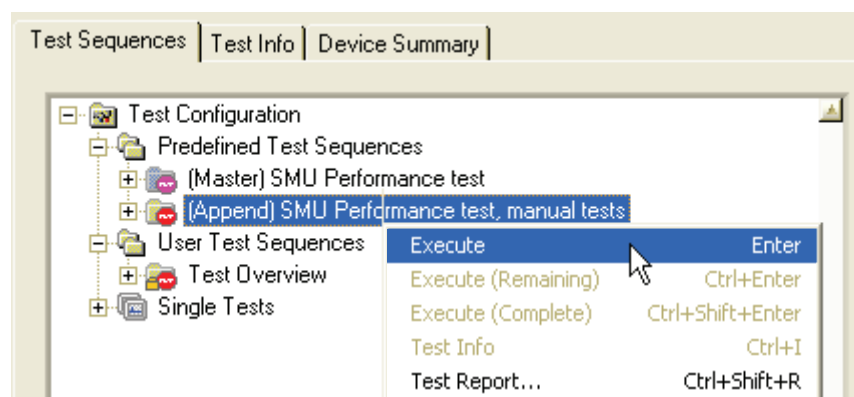 Test Sequences Test Info Device Summary
Test Configuration
Predefined Test Sequences
(Master) SMU Performance test
(Append) SMU Performance test, manual tests
User Test Sequences
Test Overview
Single Tests
Execute Enter
Execute (Remaining) Ctrl+Enter
Execute (Complete) Ctrl+Shift+Enter
Test Info Ctrl+I
Test Report... Ctrl+Shift+R